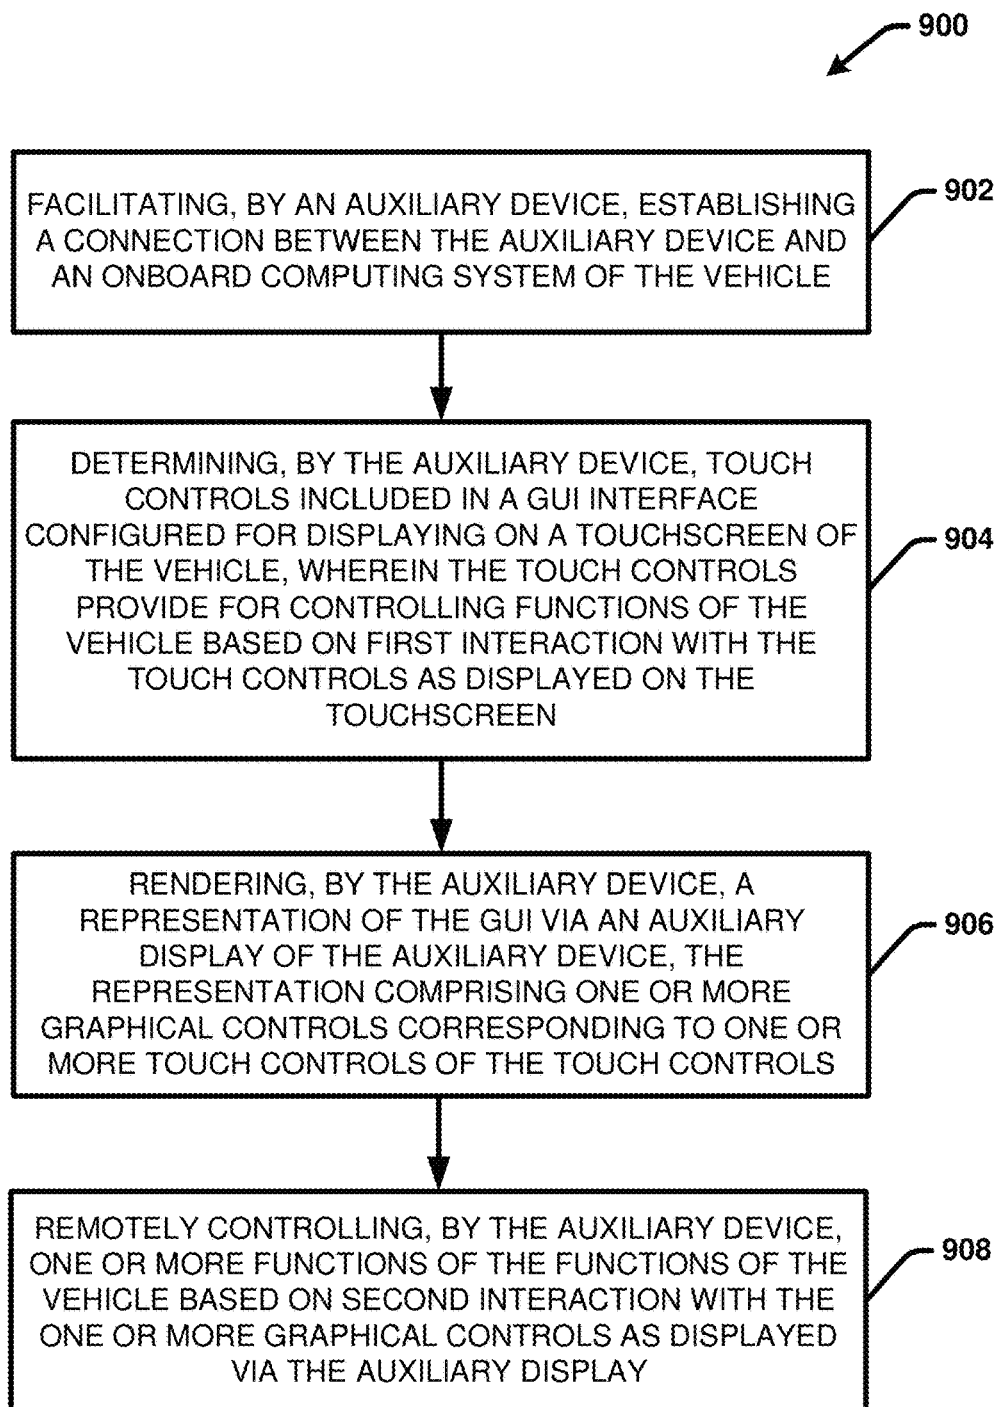 900
FACILITATING, BY AN AUXILIARY DEVICE, ESTABLISHING
A CONNECTION BETWEEN THE AUXILIARY DEVICE AND
AN ONBOARD COMPUTING SYSTEM OF THE VEHICLE
902
DETERMINING, BY THE AUXILIARY DEVICE, TOUCH
CONTROLS INCLUDED IN A GUI INTERFACE
CONFIGURED FOR DISPLAYING ON A TOUCHSCREEN OF
THE VEHICLE, WHEREIN THE TOUCH CONTROLS
PROVIDE FOR CONTROLLING FUNCTIONS OF THE
VEHICLE BASED ON FIRST INTERACTION WITH THE
TOUCH CONTROLS AS DISPLAYED ON THE
TOUCHSCREEN
904
RENDERING, BY THE AUXILIARY DEVICE, A
REPRESENTATION OF THE GUI VIA AN AUXILIARY
DISPLAY OF THE AUXILIARY DEVICE, THE
REPRESENTATION COMPRISING ONE OR MORE
GRAPHICAL CONTROLS CORRESPONDING TO ONE OR
MORE TOUCH CONTROLS OF THE TOUCH CONTROLS
906
REMOTELY CONTROLLING, BY THE AUXILIARY DEVICE,
ONE OR MORE FUNCTIONS OF THE FUNCTIONS OF THE
VEHICLE BASED ON SECOND INTERACTION WITH THE
ONE OR MORE GRAPHICAL CONTROLS AS DISPLAYED
VIA THE AUXILIARY DISPLAY
908